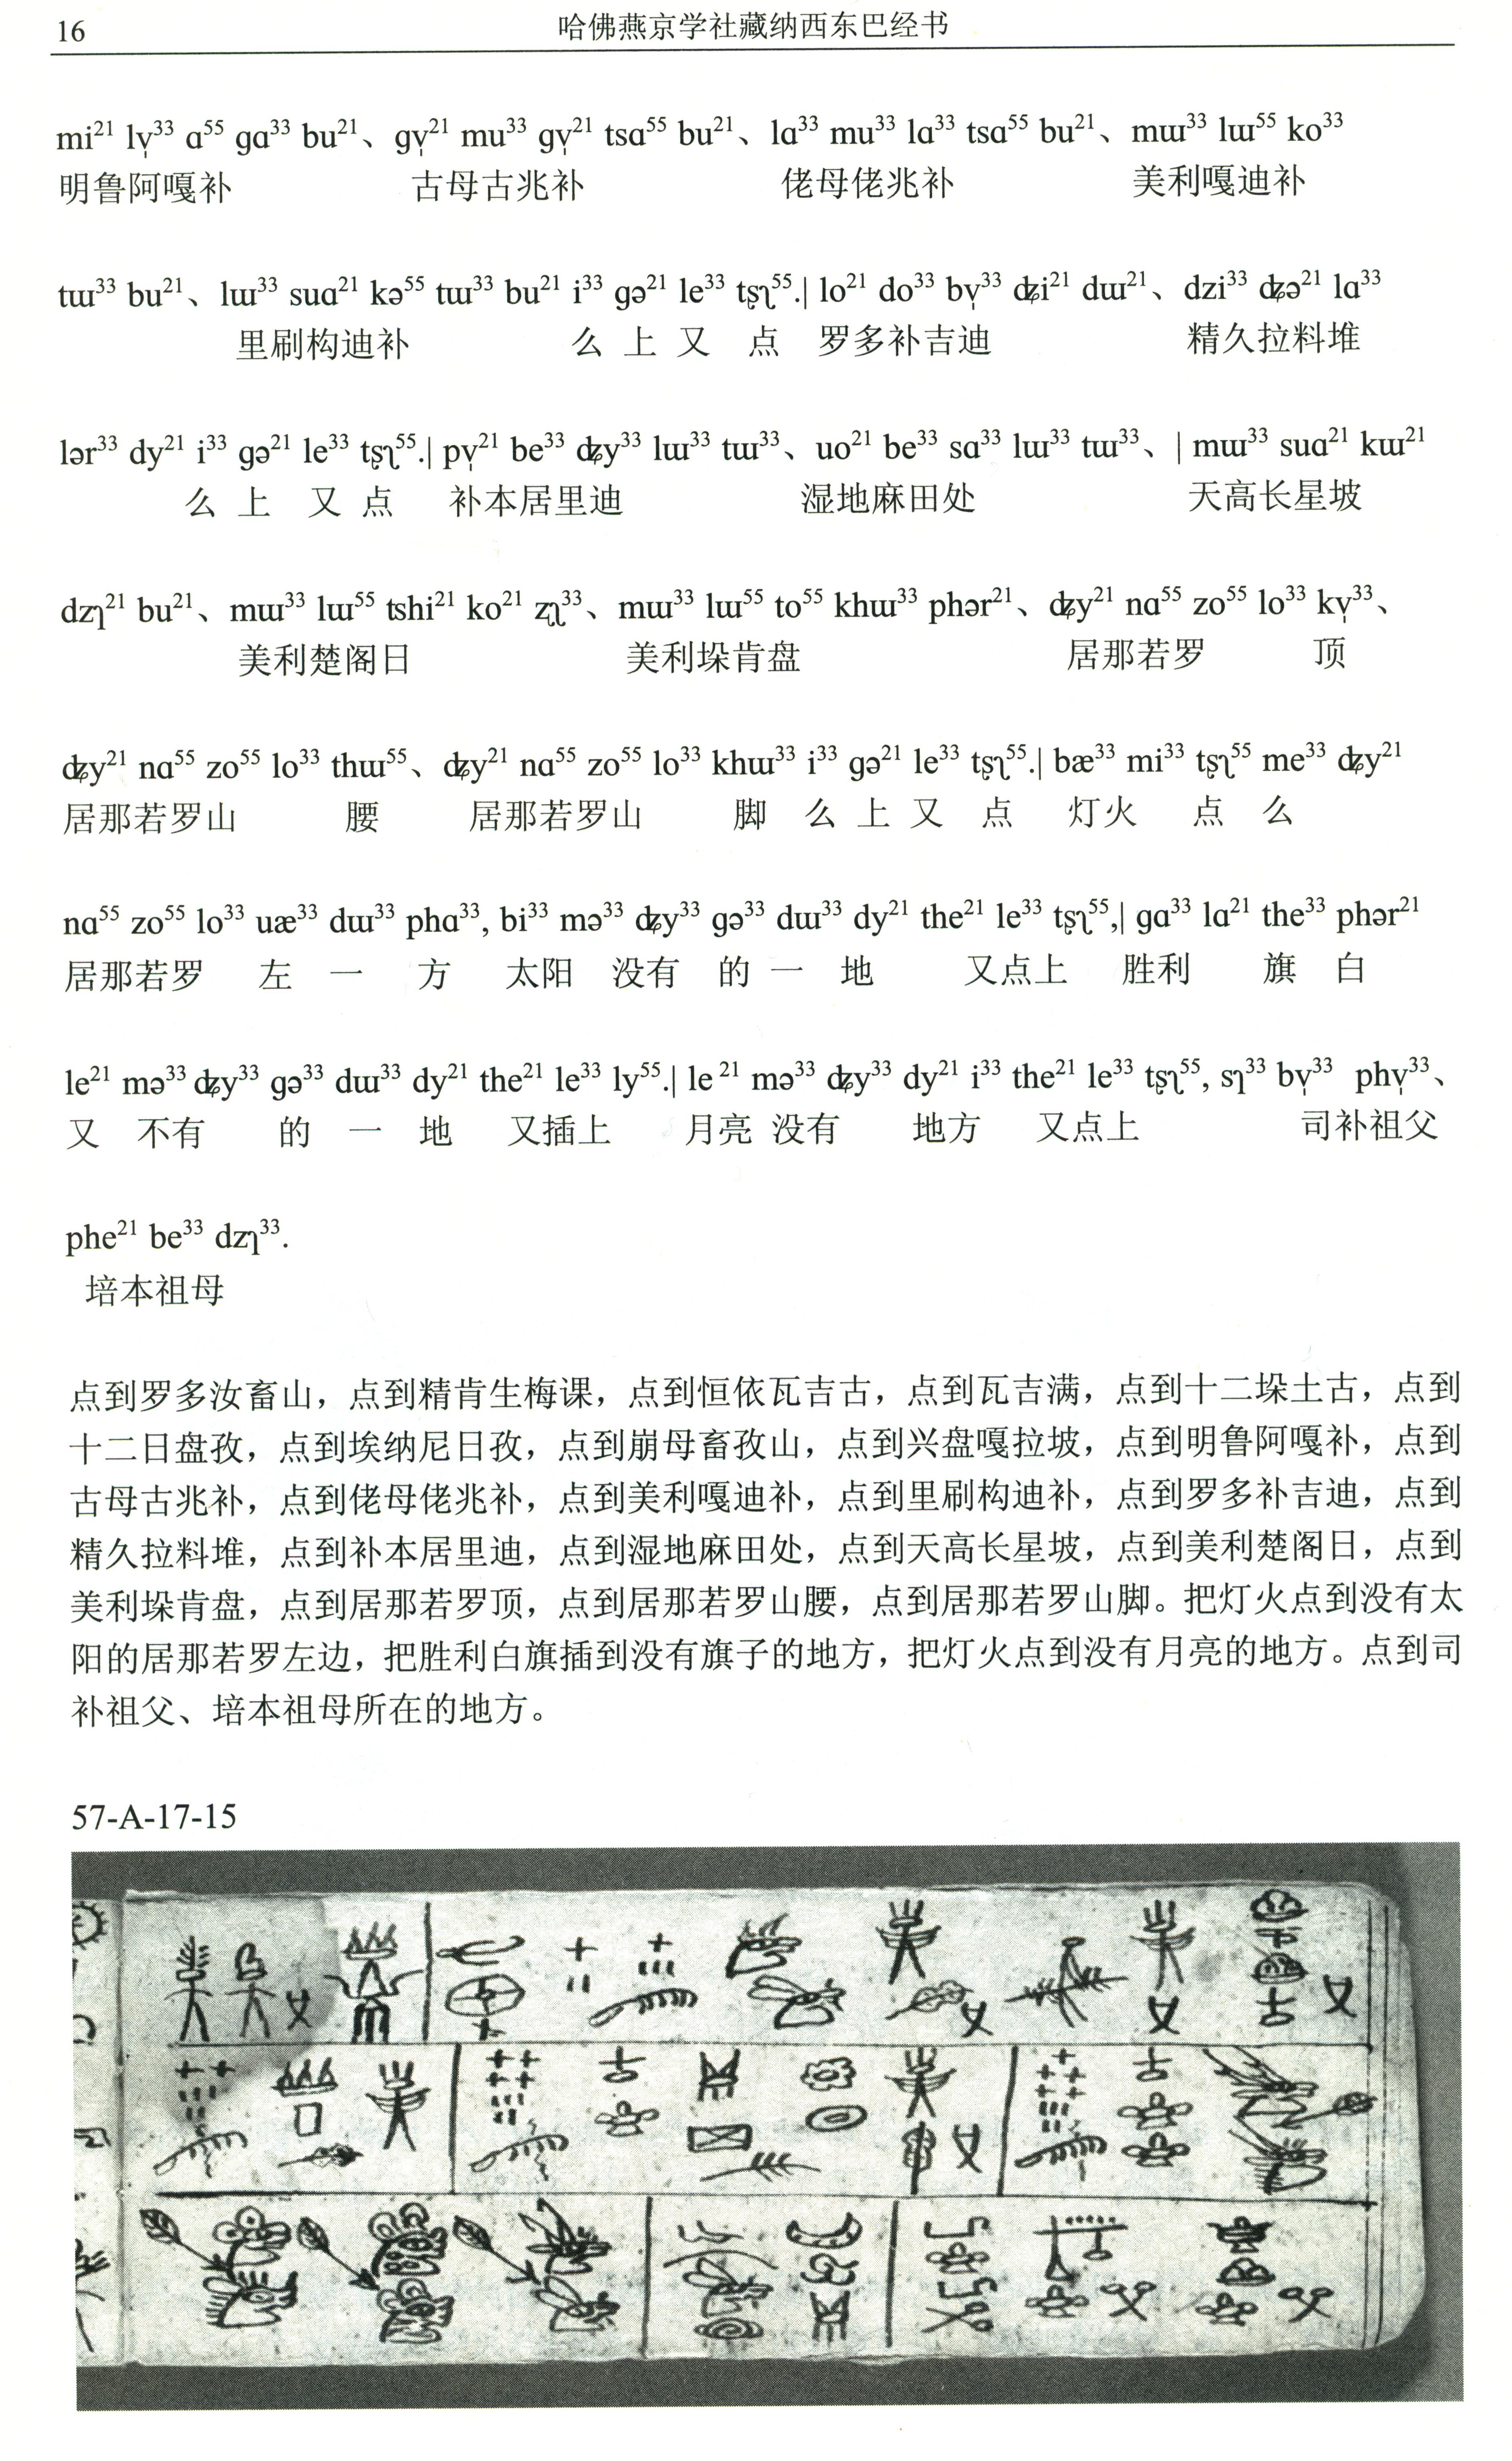 16
哈佛燕京学社藏纳西东巴经书
mi²¹ lv̩³³ ɑ⁵⁵ gɑ³³ bu²¹、gv̩²¹ mu³³ gv̩²¹ tsɑ⁵⁵ bu²¹、lɑ³³ mu³³ lɑ³³ tsɑ⁵⁵ bu²¹、mɯ³³ lɯ⁵⁵ ko³³
明鲁阿嘎补 古母古兆补 佬母佬兆补 美利嘎迪补
tɯ³³ bu²¹、lɯ³³ suɑ²¹ kə⁵⁵ tɯ³³ bu²¹ i³³ gə²¹ le³³ tʂʅ⁵⁵.| lo²¹ do³³ bv̩³³ ʥi²¹ dɯ²¹、dzi³³ ʥə²¹ lɑ³³
里刷构迪补 么 上 又 点 罗多补吉迪 精久拉料堆
lər³³ dy²¹ i³³ gə²¹ le³³ tʂʅ⁵⁵.| pv̩²¹ be³³ ʥy³³ lɯ³³ tɯ³³、uo²¹ be³³ sɑ³³ lɯ³³ tɯ³³、| mɯ³³ suɑ²¹ kɯ²¹
么 上 又 点 补本居里迪 湿地麻田处 天高长星坡
dzʅ²¹ bu²¹、mɯ³³ lɯ⁵⁵ tshi²¹ ko²¹ ʐʅ³³、mɯ³³ lɯ⁵⁵ to⁵⁵ khɯ³³ phər²¹、ʥy²¹ nɑ⁵⁵ zo⁵⁵ lo³³ kv̩³³、
美利楚阁日 美利垛肯盘 居那若罗 顶
ʥy²¹ nɑ⁵⁵ zo⁵⁵ lo³³ thɯ⁵⁵、ʥy²¹ nɑ⁵⁵ zo⁵⁵ lo³³ khɯ³³ i³³ gə²¹ le³³ tʂʅ⁵⁵.| bæ³³ mi³³ tʂʅ⁵⁵ me³³ ʥy²¹
居那若罗山 腰 居那若罗山 脚 么 上 又 点 灯火 点 么
nɑ⁵⁵ zo⁵⁵ lo³³ uæ³³ dɯ³³ phɑ³³, bi³³ mə³³ ʥy³³ gə³³ dɯ³³ dy²¹ the²¹ le³³ tʂʅ⁵⁵,| gɑ³³ lɑ²¹ the³³ phər²¹
居那若罗 左 一 方 太阳 没有 的 一 地 又点上 胜利 旗 白
le²¹ mə³³ ʥy³³ gə³³ dɯ³³ dy²¹ the²¹ le³³ ly⁵⁵.| le²¹ mə³³ ʥy³³ dy²¹ i³³ the²¹ le³³ tʂʅ⁵⁵, sʅ³³ bv̩³³ phv̩³³、
又 不有 的 一 地 又插上 月亮 没有 地方 又点上 司补祖父
phe²¹ be³³ dzʅ³³.
培本祖母
点到罗多汝畜山，点到精肯生梅课，点到恒依瓦吉古，点到瓦吉满，点到十二垛土古，点到
十二日盘孜，点到埃纳尼日孜，点到崩母畜孜山，点到兴盘嘎拉坡，点到明鲁阿嘎补，点到
古母古兆补，点到佬母佬兆补，点到美利嘎迪补，点到里刷构迪补，点到罗多补吉迪，点到
精久拉料堆，点到补本居里迪，点到湿地麻田处，点到天高长星坡，点到美利楚阁日，点到
美利垛肯盘，点到居那若罗顶，点到居那若罗山腰，点到居那若罗山脚。把灯火点到没有太
阳的居那若罗左边，把胜利白旗插到没有旗子的地方，把灯火点到没有月亮的地方。点到司
补祖父、培本祖母所在的地方。
57-A-17-15